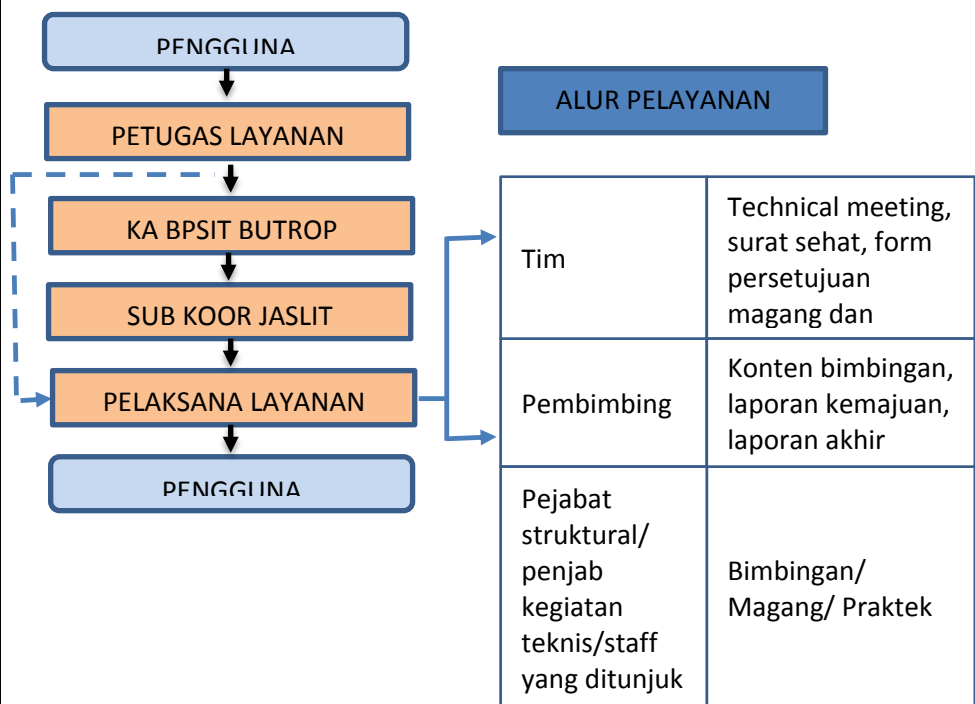 PENGGUNA
PETUGAS LAYANAN
KA BPSIT BUTROP
SUB KOOR JASLIT
PELAKSANA LAYANAN
PENGGUNA
ALUR PELAYANAN
Tim
Technical meeting,
surat sehat, form
persetujuan
magang dan
Pembimbing
Konten bimbingan,
laporan kemajuan,
laporan akhir
Pejabat
struktural/
penjab
kegiatan
teknis/staff
yang ditunjuk
Bimbingan/
Magang/ Praktek